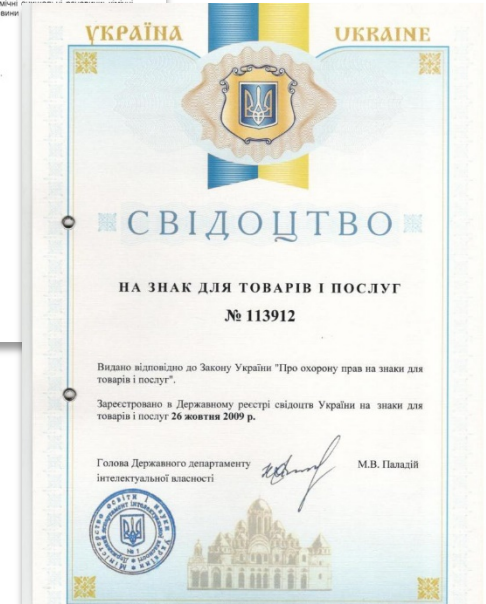 УКРАЇНА
UKRAINE
СВІДОЦТВО
НА ЗНАК ДЛЯ ТОВАРІВ І ПОСЛУГ
№ 113912
Видано відповідно до Закону України "Про охорону прав на знаки для
товарів і послуг".
Зареєстровано в Державному реєстрі свідоцтв України на знаки для
товарів і послуг 26 жовтня 2009 р.
Голова Державного департаменту
інтелектуальної власності
М.В. Паладій